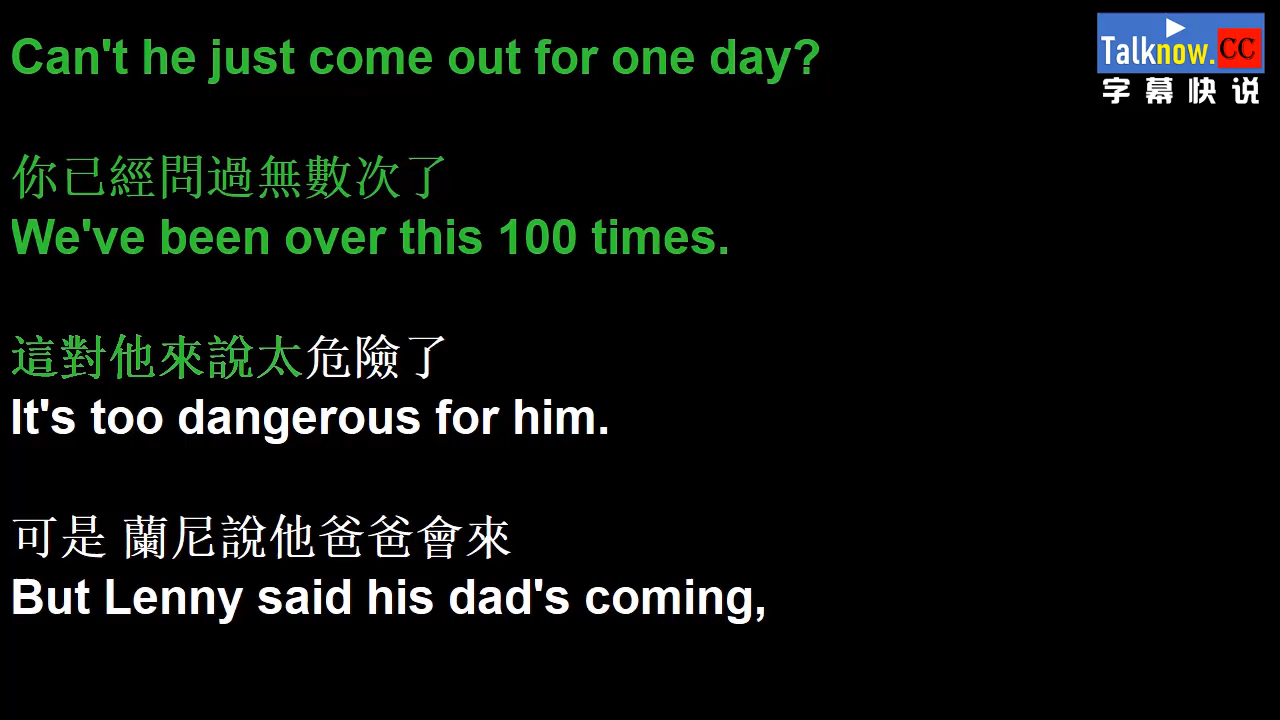 Can't he just come out for one day?
Talknow.CC
字幕快说
你已經問過無數次了
We've been over this 100 times.
這對他來說太危險了
It's too dangerous for him.
可是 蘭尼說他爸爸會來
But Lenny said his dad's coming,